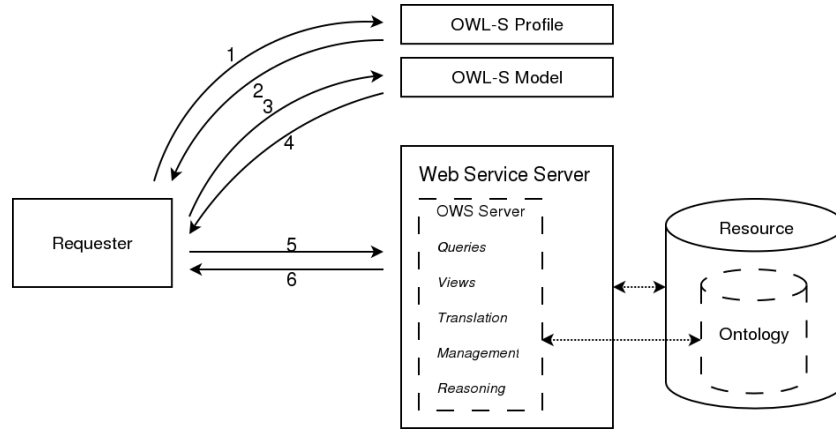 OWL-S Profile
1
OWL-S Model
2
3
4
Web Service Server
OWS Server
Resource
Requester
5
Queries
6
Views
Translation
Ontology
Management
Reasoning